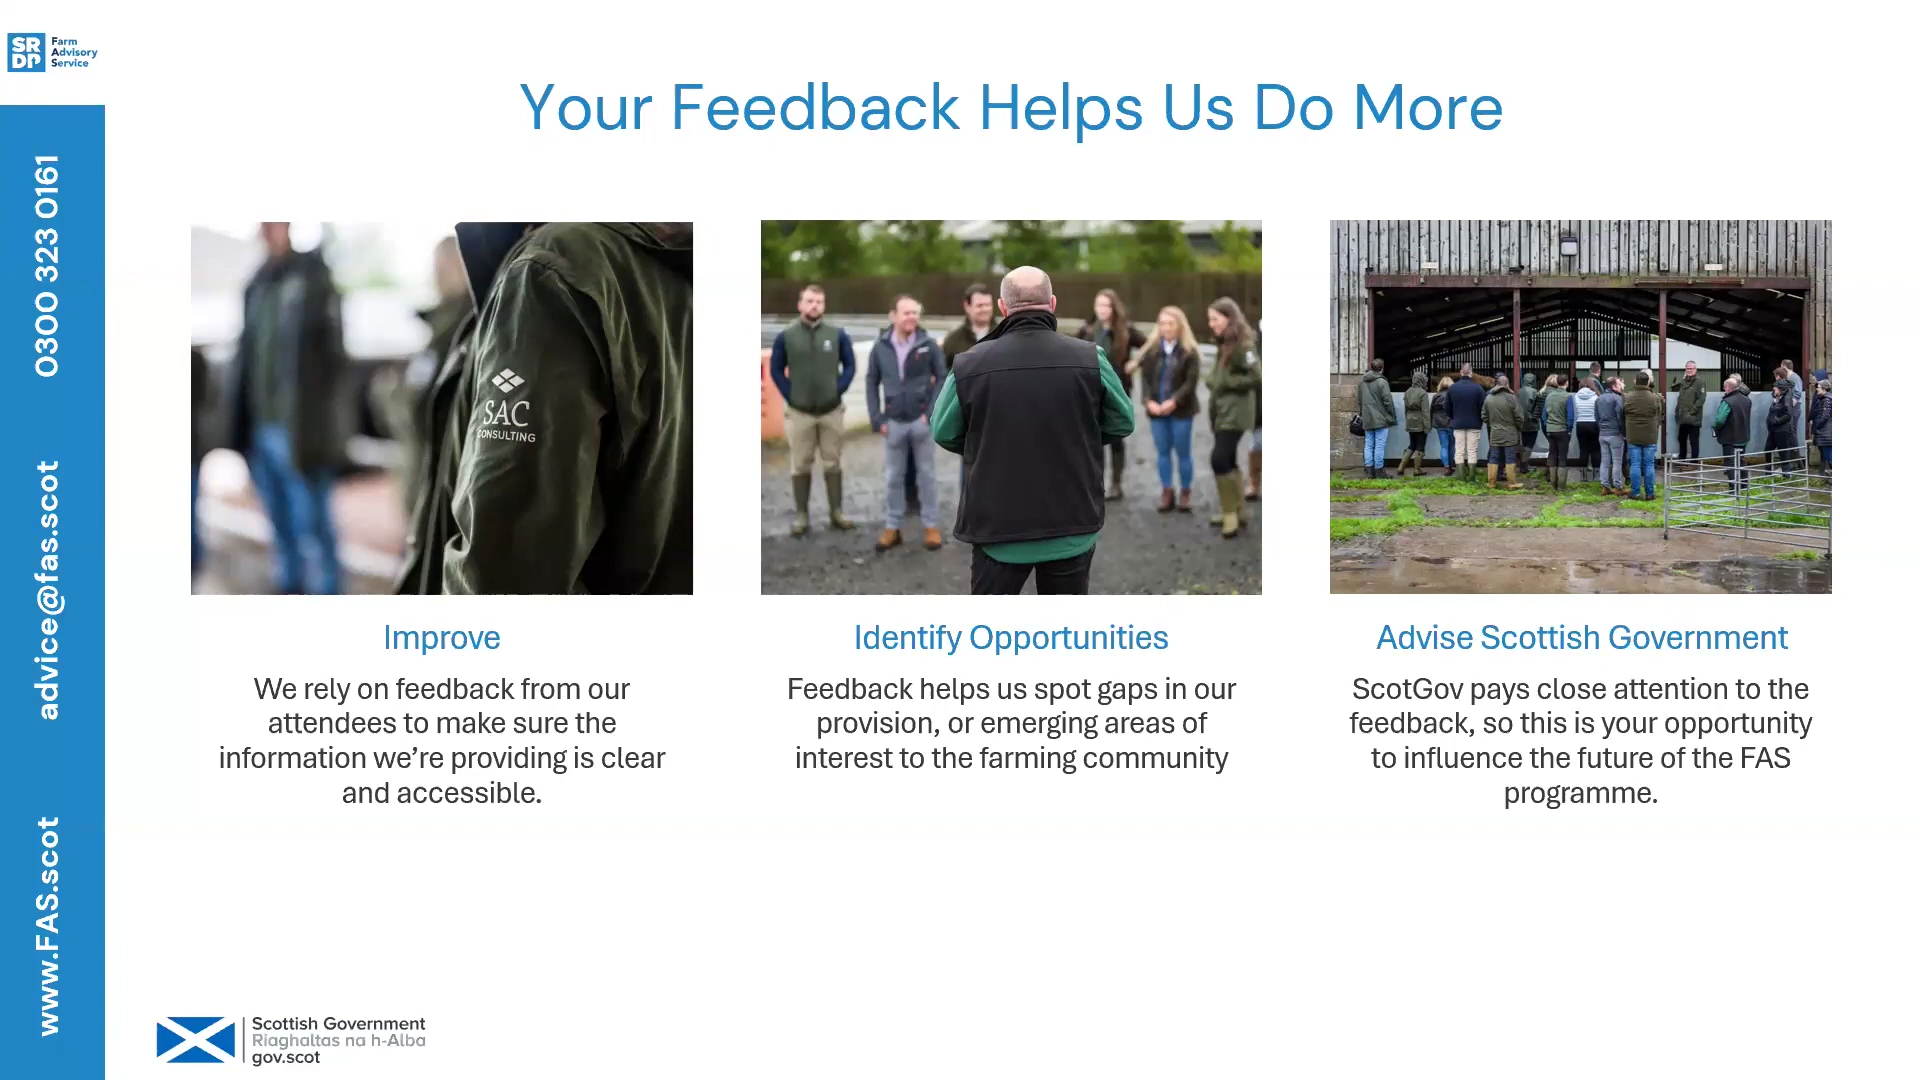 SR
DP
Farm
Advisory
Service
0300 323 0161
advice@fas.scot
www.FAS.scot
Your Feedback Helps Us Do More
SAC
CONSULTING
Improve
We rely on feedback from our
attendees to make sure the
information we’re providing is clear
and accessible.
Identify Opportunities
Feedback helps us spot gaps in our
provision, or emerging areas of
interest to the farming community
Advise Scottish Government
ScotGov pays close attention to the
feedback, so this is your opportunity
to influence the future of the FAS
programme.
Scottish Government
Riaghaltas na h-Alba
gov.scot